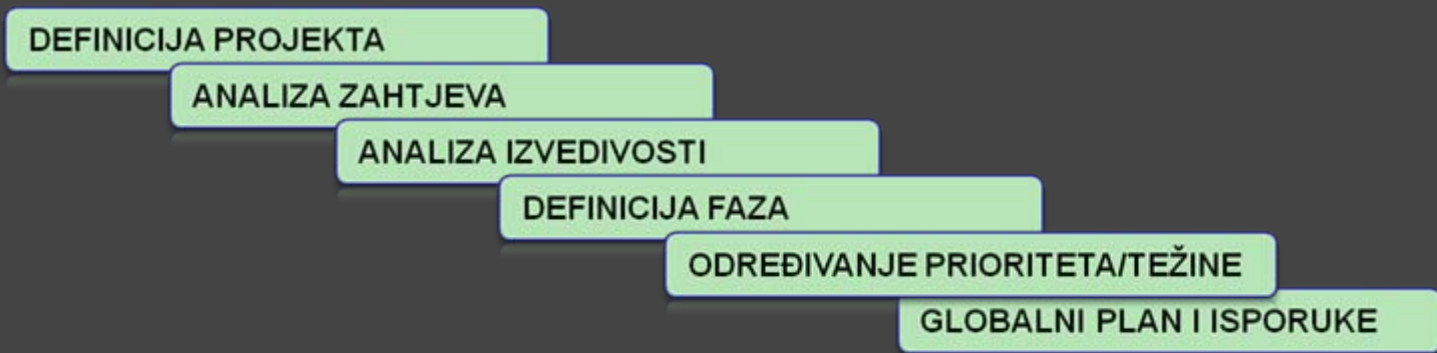 DEFINICIJA PROJEKTA
ANALIZA ZAHTJEVA
ANALIZA IZVEDIVOSTI
DEFINICIJA FAZA
ODREĐIVANJE PRIORITETA/TEŽINE
GLOBALNI PLAN I ISPORUKE